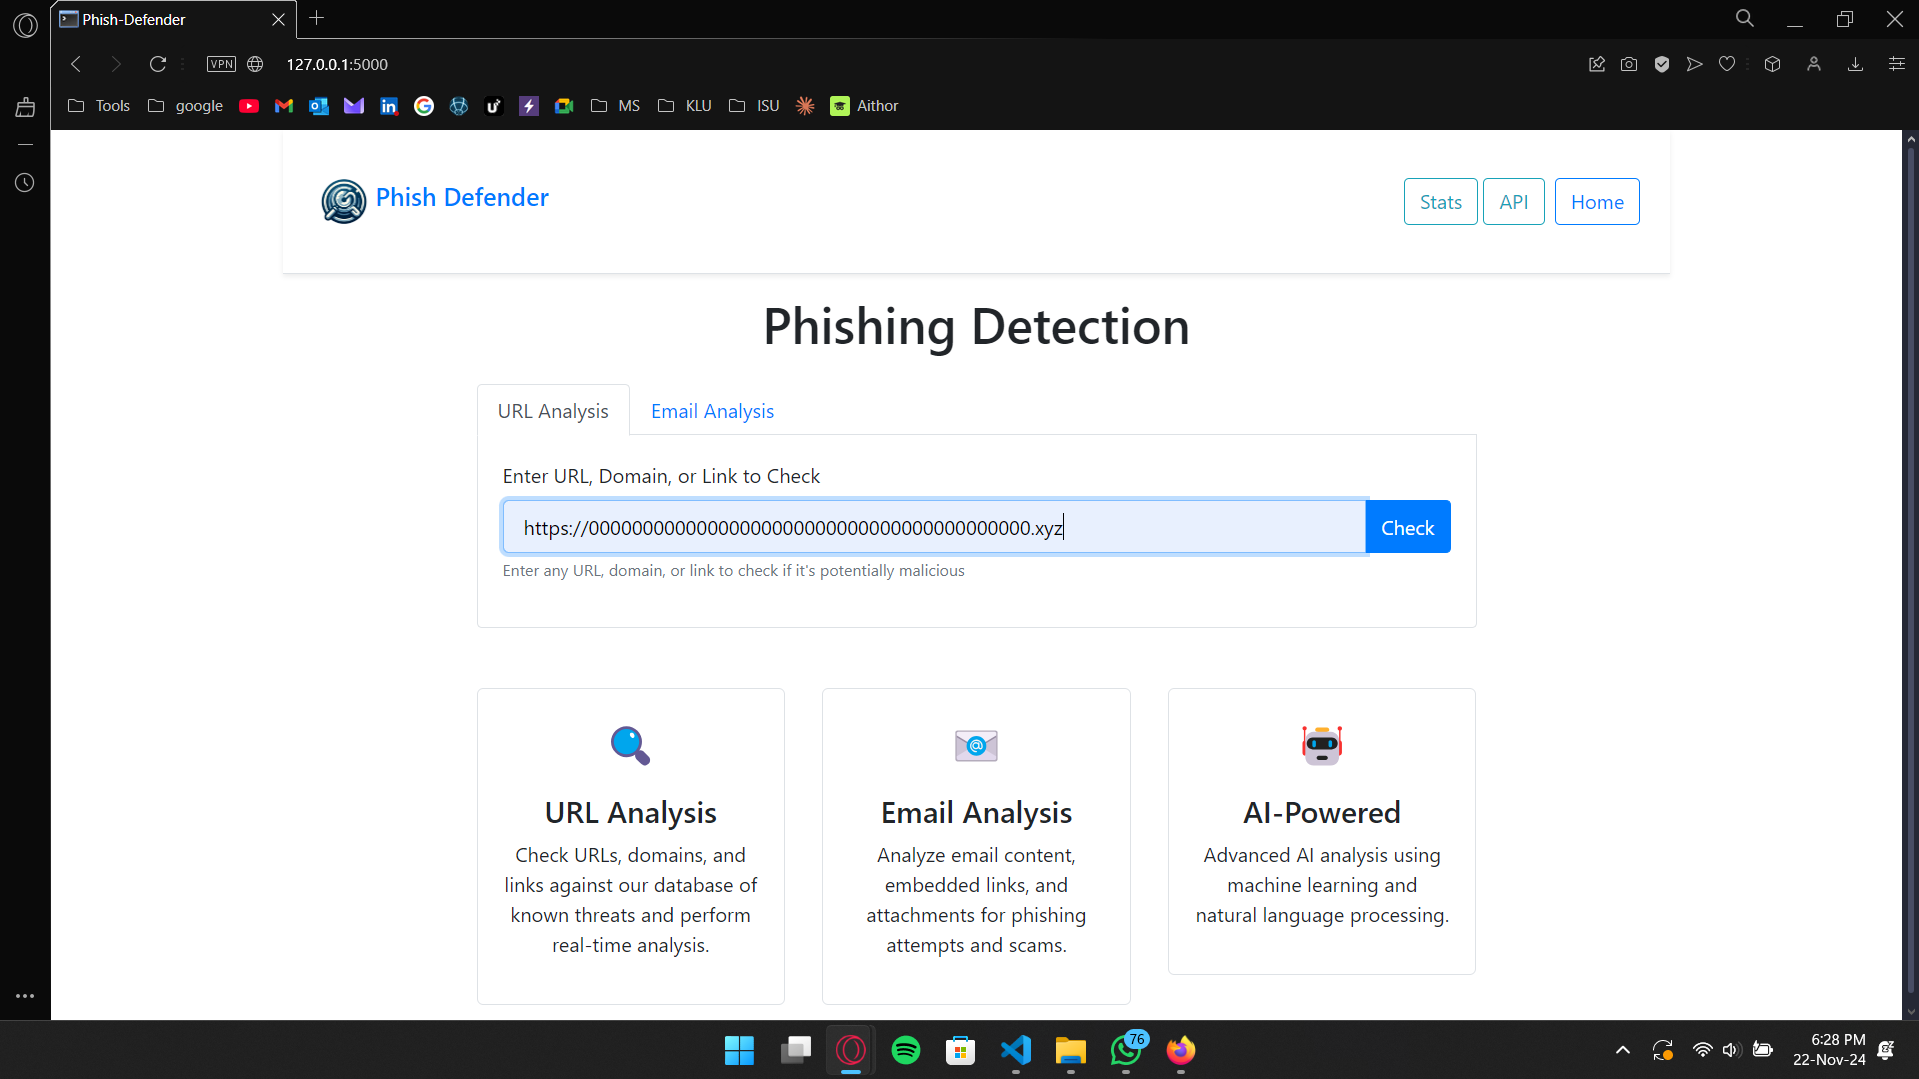 Phish-Defender
VPN
127.0.0.1:5000
Tools
google
MS
KLU
ISU
Aithor
Phish Defender
Stats
API
Home
Phishing Detection
URL Analysis
Email Analysis
Enter URL, Domain, or Link to Check
https://00000000000000000000000000000000000000000.xyz
Check
Enter any URL, domain, or link to check if it's potentially malicious
URL Analysis
Check URLs, domains, and
links against our database of
known threats and perform
real-time analysis.
Email Analysis
Analyze email content,
embedded links, and
attachments for phishing
attempts and scams.
AI-Powered
Advanced AI analysis using
machine learning and
natural language processing.
76
6:28 PM
22-Nov-24